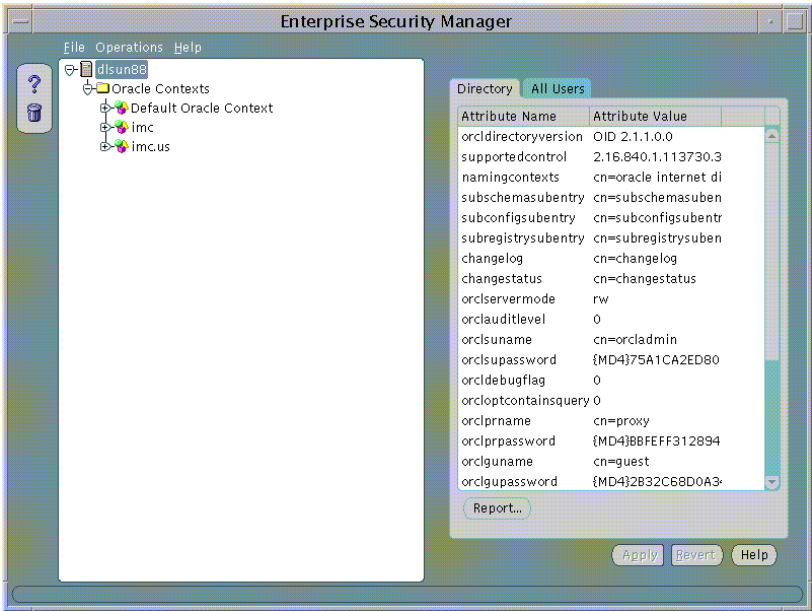 Enterprise Security Manager
File Operations Help
dlsun88
Oracle Contexts
Default Oracle Context
imc
imc.us
Directory All Users
Attribute Name Attribute Value
orcldirectoryversion OID 2.1.1.0.0
supportedcontrol 2.16.840.1.113730.3
namingcontexts cn=oracle internet di
subschemasubentry cn=subschemasuben
subconfigsubentry cn=subconfigsubentr
subregistrysubentry cn=subregistrysuben
changelog cn=changelog
changestatus cn=changestatus
orclservermode rw
orclauditlevel 0
orclsuname cn=orcladmin
orclsupassword {MD4}75A1CA2ED80
orcldebugflag 0
orcloptcontainsquery 0
orclprname cn=proxy
orclprpassword {MD4}BBFEFF312894
orclguname cn=guest
orclgupassword {MD4}2B32C68D0A3
Report...
Apply Revert Help